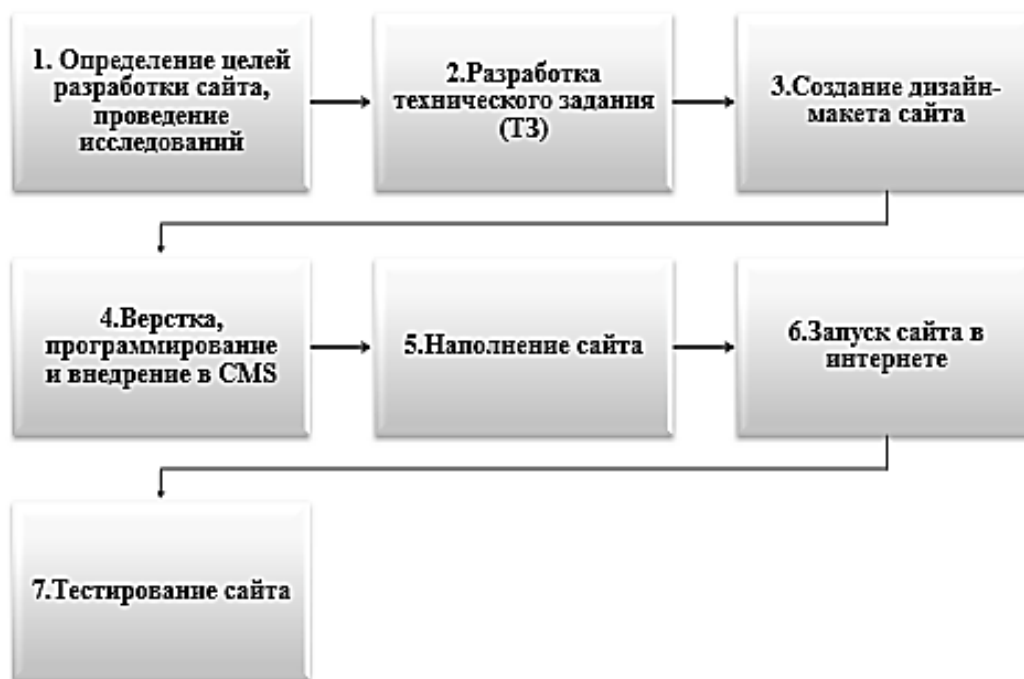 1. Определение целей
разработки сайта,
проведение
исследований
2.Разработка
технического задания
(ТЗ)
3.Создание дизайн-
макета сайта
4.Верстка,
программирование
и внедрение в CMS
5.Наполнение сайта
6.Запуск сайта в
интернете
7.Тестирование сайта